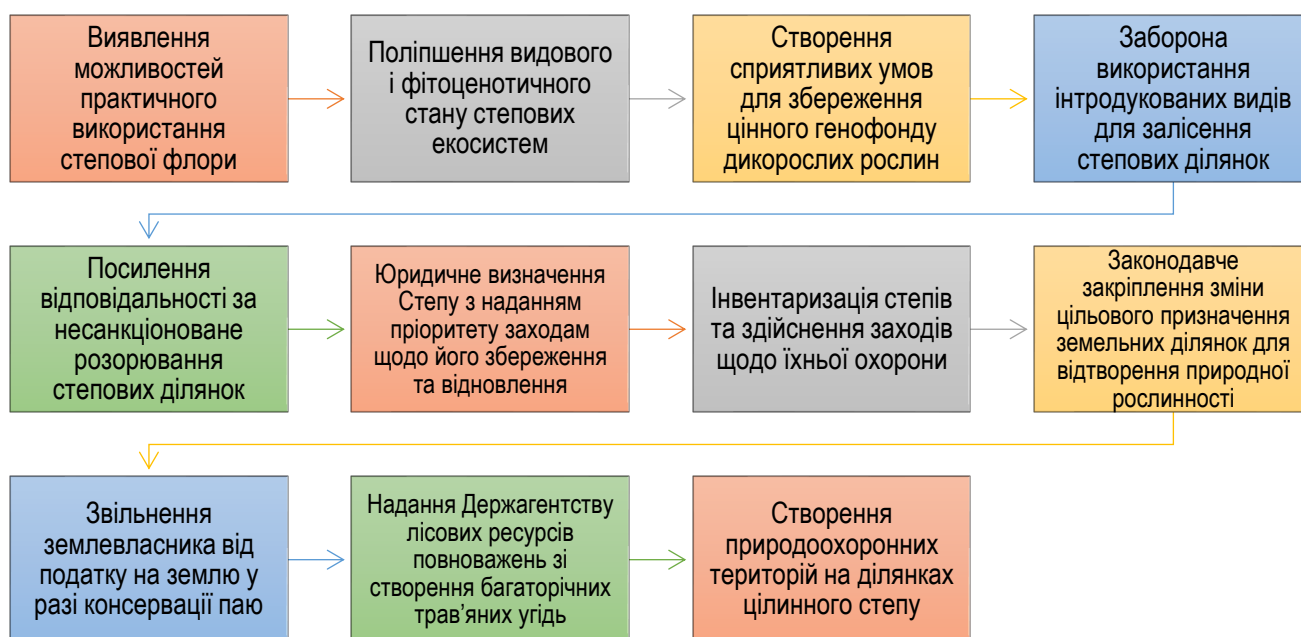 Виявлення
можливостей
практичного
використання
степової флори
Поліпшення видового
і фітоценотичного
стану степових
екосистем
Створення
сприятливих умов
для збереження
цінного генофонду
дикорослих рослин
Заборона
використання
інтродукованих видів
для залісення
степових ділянок
Посилення
відповідальності за
несанкціоноване
розорювання
степових ділянок
Юридичне визначення
Степу з наданням
пріоритету заходам
щодо його збереження
та відновлення
Інвентаризація степів
та здійснення заходів
щодо їхньої охорони
Законодавче
закріплення зміни
цільового призначення
земельних ділянок для
відтворення природної
рослинності
Звільнення
землевласника від
податку на землю у
разі консервації паю
Надання Держагентству
лісових ресурсів
повноважень зі
створення багаторічних
трав’яних угідь
Створення
природоохоронних
територій на ділянках
цілинного степу